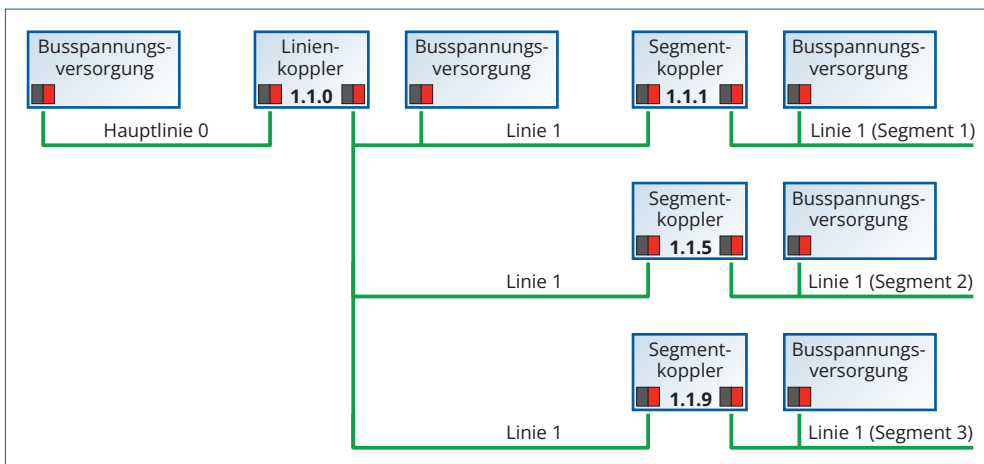 Busspannungs-
versorgung
Linien-
koppler
1.1.0
Busspannungs-
versorgung
Segment-
koppler
1.1.1
Busspannungs-
versorgung
Hauptlinie 0
Linie 1
Linie 1 (Segment 1)
Segment-
koppler
1.1.5
Busspannungs-
versorgung
Linie 1
Linie 1 (Segment 2)
Segment-
koppler
1.1.9
Busspannungs-
versorgung
Linie 1
Linie 1 (Segment 3)